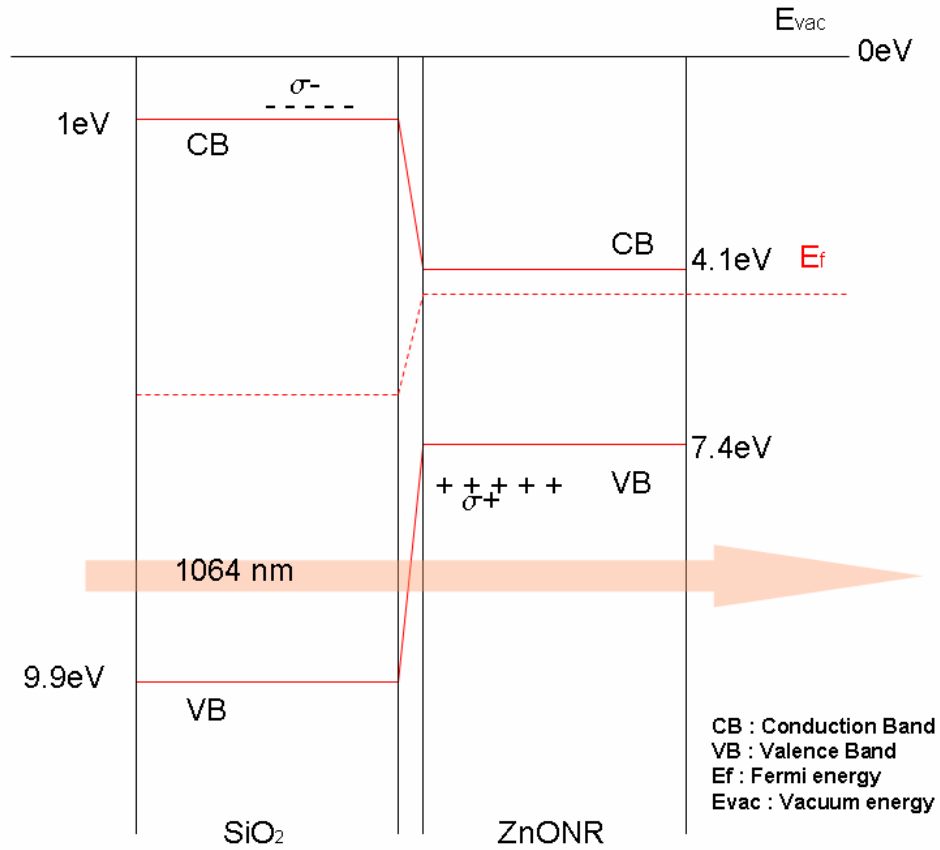 Evac
0eV
σ-
- - - - -
1eV
CB
CB
4.1eV
Ef
7.4eV
+ + + + +
σ+
VB
1064 nm
9.9eV
VB
CB : Conduction Band
VB : Valence Band
Ef : Fermi energy
Evac : Vacuum energy
SiO2
ZnONR